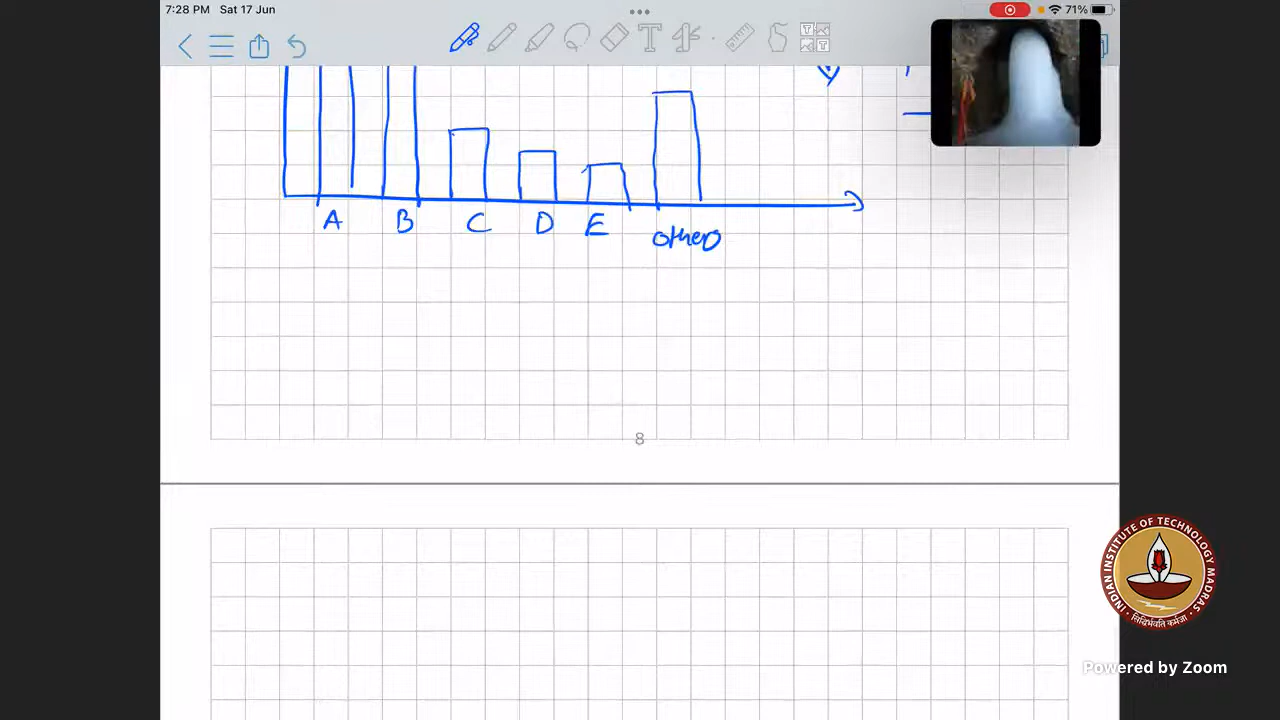 7:28 PM Sat 17 Jun
71%
A B C D E other
8
INDIAN INSTITUTE OF TECHNOLOGY MADRAS
सिद्धिर्भवति कर्मजा
Powered by Zoom